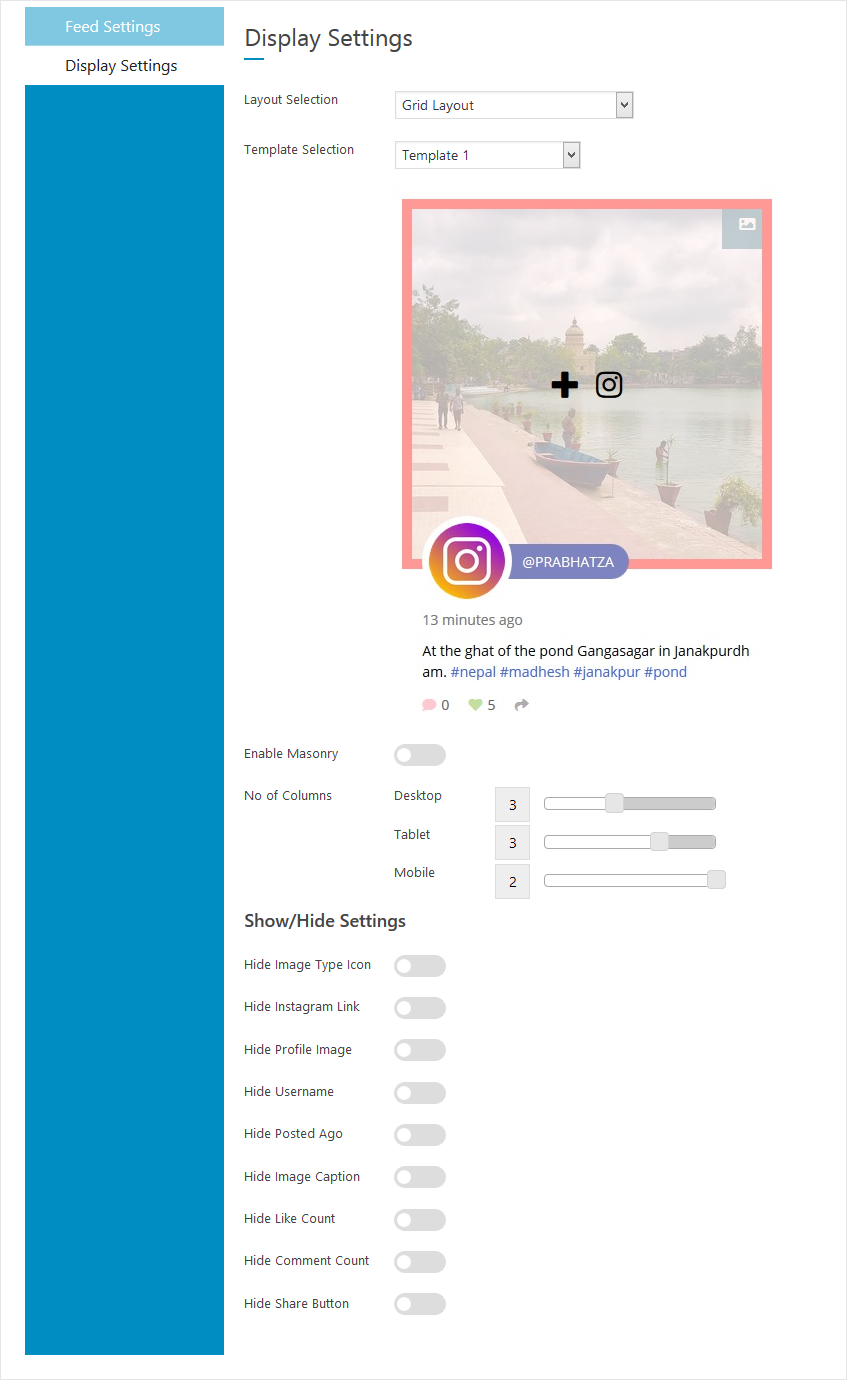 Feed Settings
Display Settings
Display Settings
Layout Selection
Grid Layout
Template Selection
Template 1
@PRABHATZA
13 minutes ago
At the ghat of the pond Gangasagar in Janakpurdh
am. #nepal #madhesh #janakpur #pond
0 5
Enable Masonry
No of Columns
Desktop 3
Tablet 3
Mobile 2
Show/Hide Settings
Hide Image Type Icon
Hide Instagram Link
Hide Profile Image
Hide Username
Hide Posted Ago
Hide Image Caption
Hide Like Count
Hide Comment Count
Hide Share Button